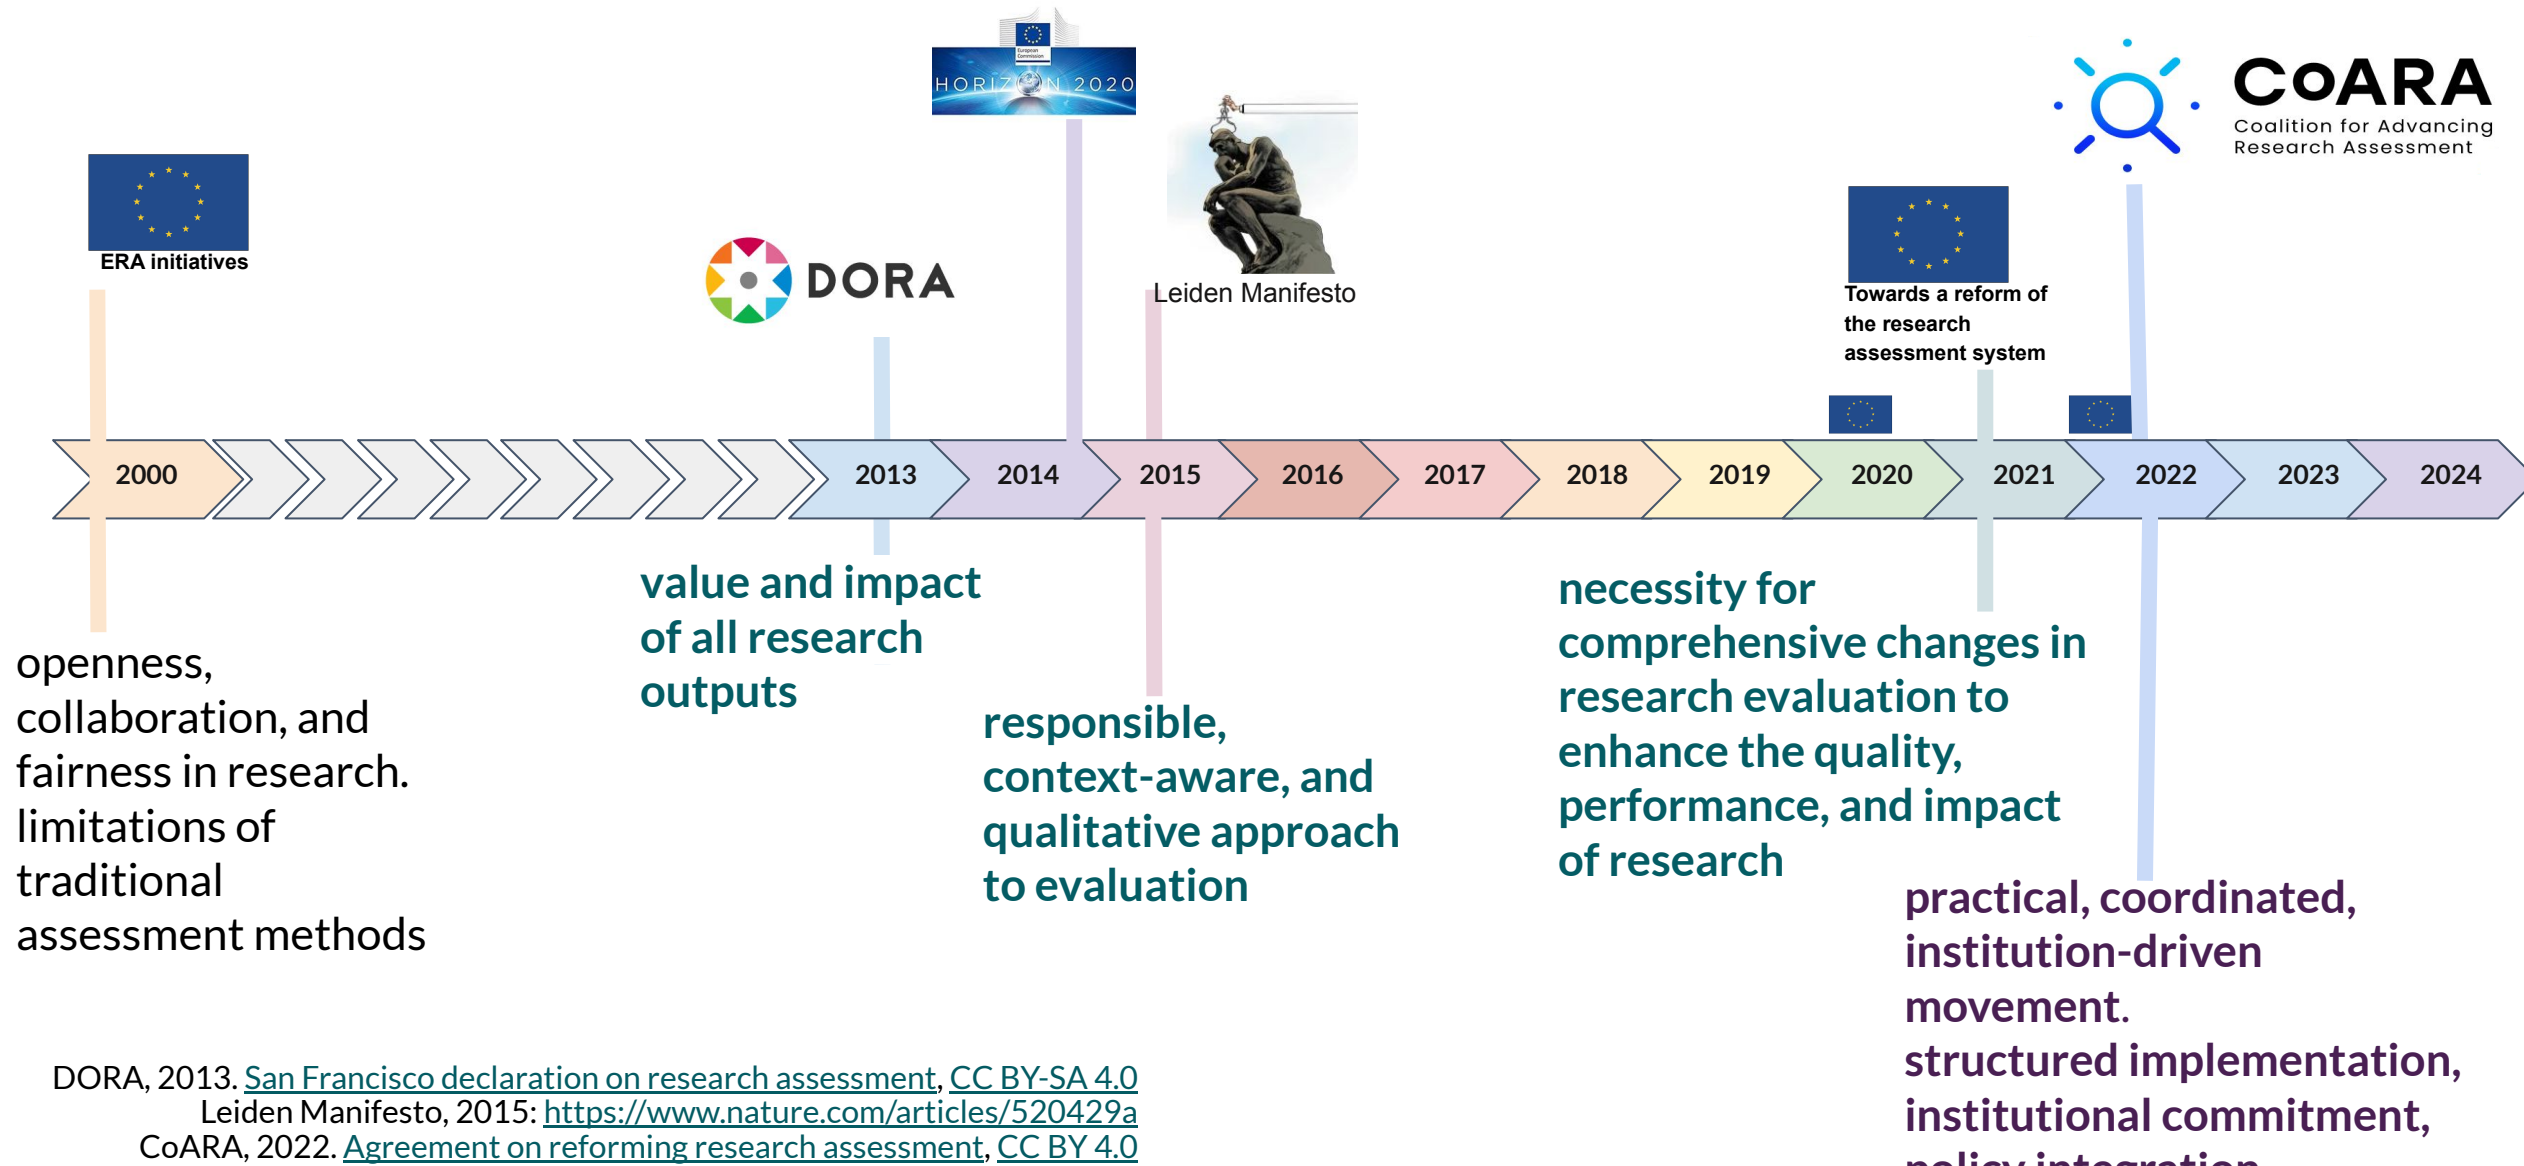 European
Commission
HORIZON 2020
CoARA
Coalition for Advancing
Research Assessment
ERA initiatives
DORA
Leiden Manifesto
Towards a reform of
the research
assessment system
2000
2013
2014
2015
2016
2017
2018
2019
2020
2021
2022
2023
2024
openness,
collaboration, and
fairness in research.
limitations of
traditional
assessment methods
value and impact
of all research
outputs
responsible,
context-aware, and
qualitative approach
to evaluation
necessity for
comprehensive changes in
research evaluation to
enhance the quality,
performance, and impact
of research
practical, coordinated,
institution-driven
movement.
structured implementation,
institutional commitment,
policy integration
DORA, 2013. San Francisco declaration on research assessment, CC BY-SA 4.0
Leiden Manifesto, 2015: https://www.nature.com/articles/520429a
CoARA, 2022. Agreement on reforming research assessment, CC BY 4.0